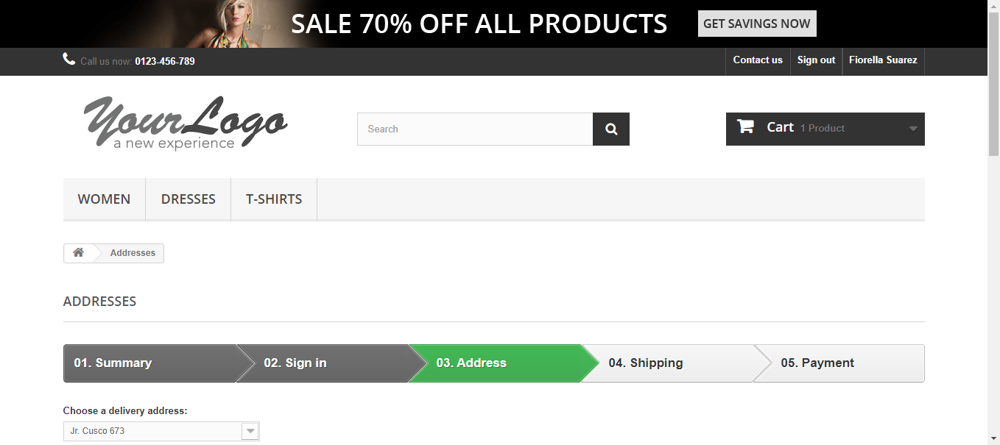 SALE 70% OFF ALL PRODUCTS GET SAVINGS NOW
Call us now: 0123-456-789 Contact us Sign out Fiorella Suarez
YourLogo
a new experience
Search
Cart 1 Product
WOMEN DRESSES T-SHIRTS
Addresses
ADDRESSES
01. Summary 02. Sign in 03. Address 04. Shipping 05. Payment
Choose a delivery address:
Jr. Cusco 673